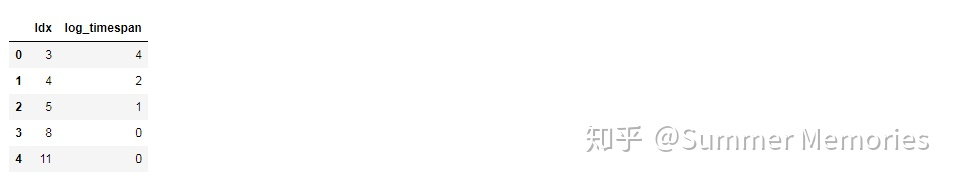 Idx log_timespan
0 3 4
1 4 2
2 5 1
3 8 0
4 11 0
知乎 @Summer Memories